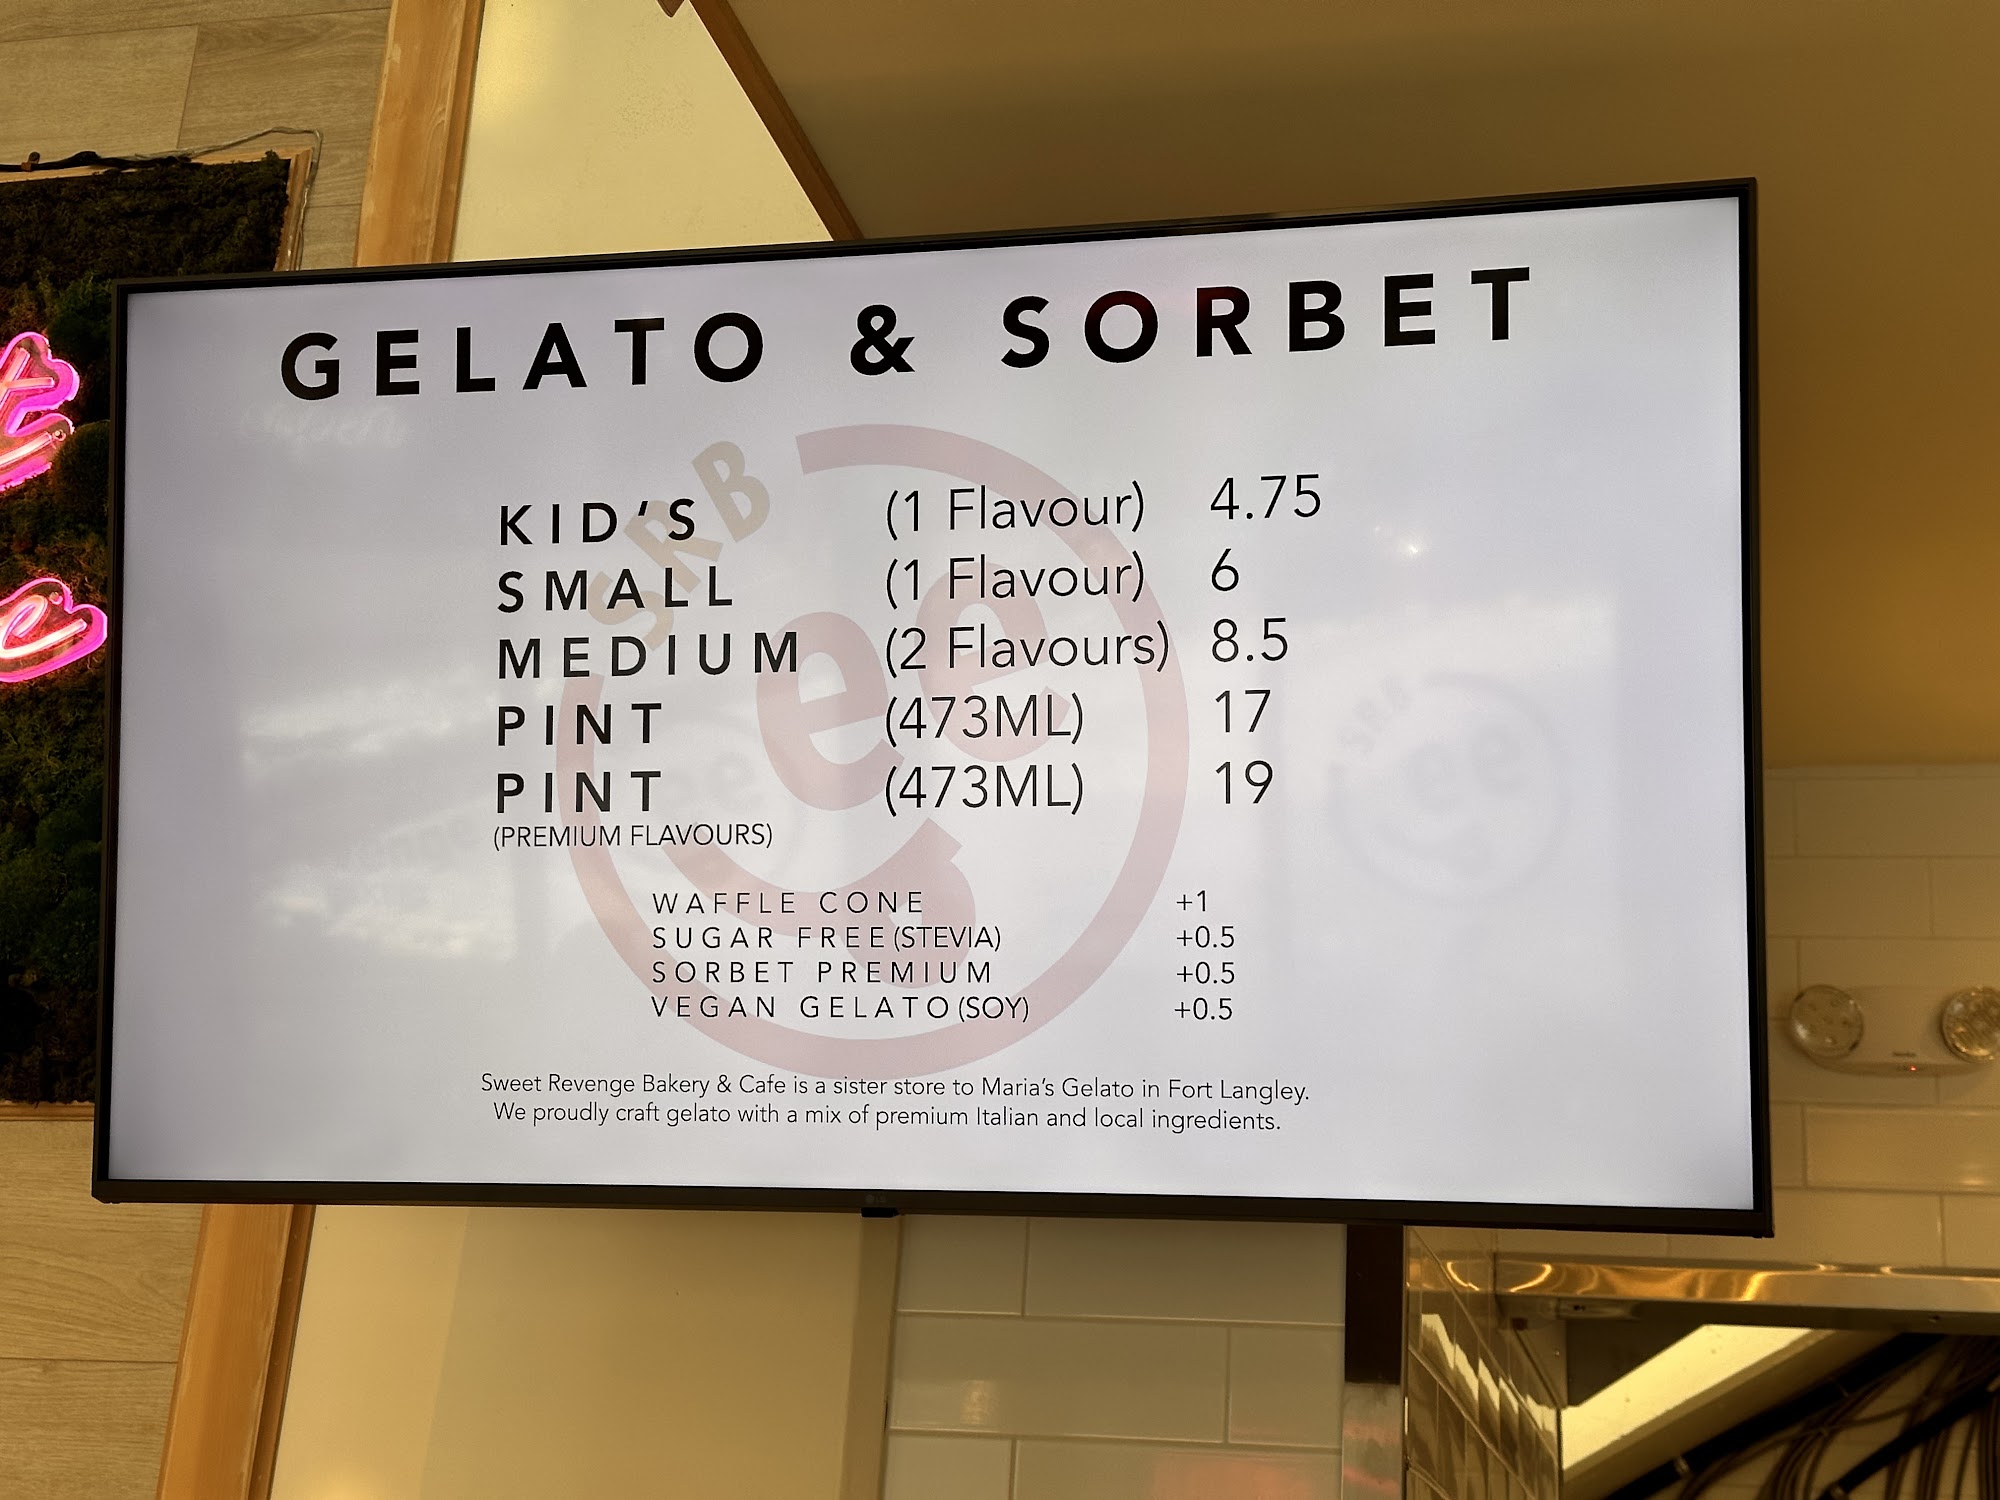 GELATO & SORBET
KID'S (1 Flavour) 4.75
SMALL (1 Flavour) 6
MEDIUM (2 Flavours) 8.5
PINT (473ML) 17
PINT (473ML) 19
(PREMIUM FLAVOURS)
WAFFLE CONE +1
SUGAR FREE (STEVIA) +0.5
SORBET PREMIUM +0.5
VEGAN GELATO (SOY) +0.5
Sweet Revenge Bakery & Cafe is a sister store to Maria's Gelato in Fort Langley.
We proudly craft gelato with a mix of premium Italian and local ingredients.
SRB
LG